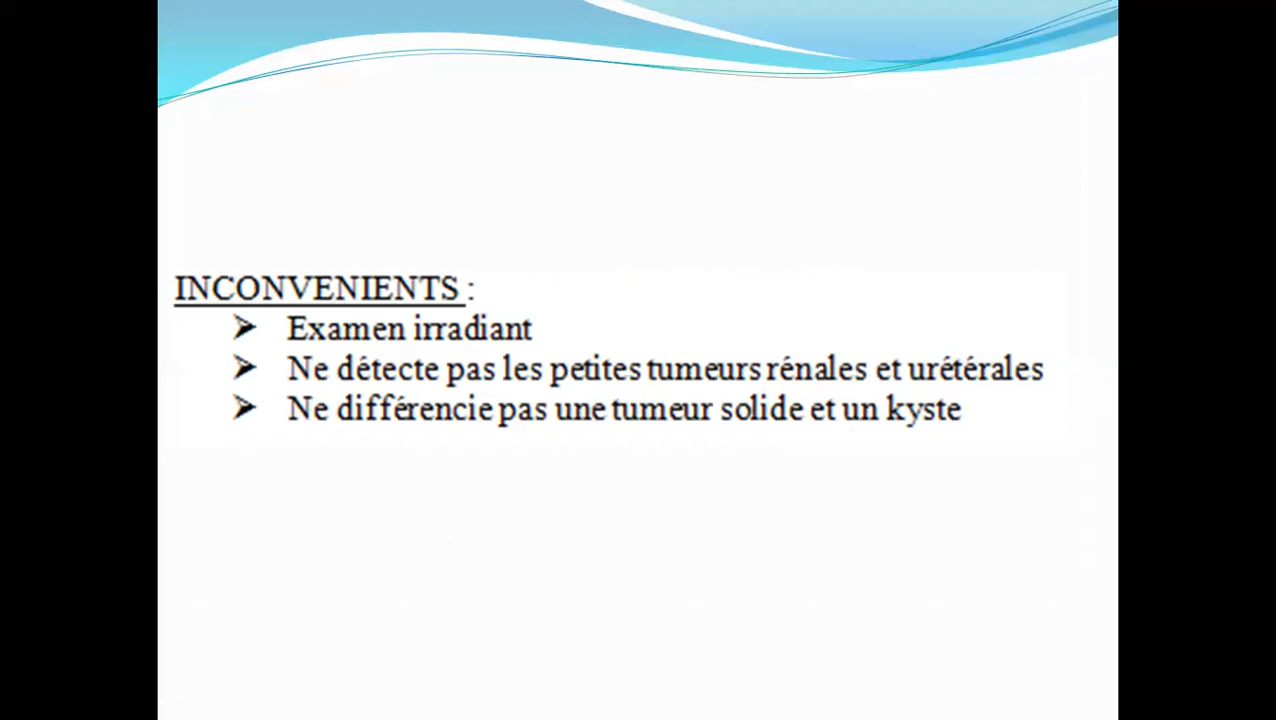 INCONVENIENTS :
➢ Examen irradiant
➢ Ne détecte pas les petites tumeurs rénales et urétérales
➢ Ne différencie pas une tumeur solide et un kyste